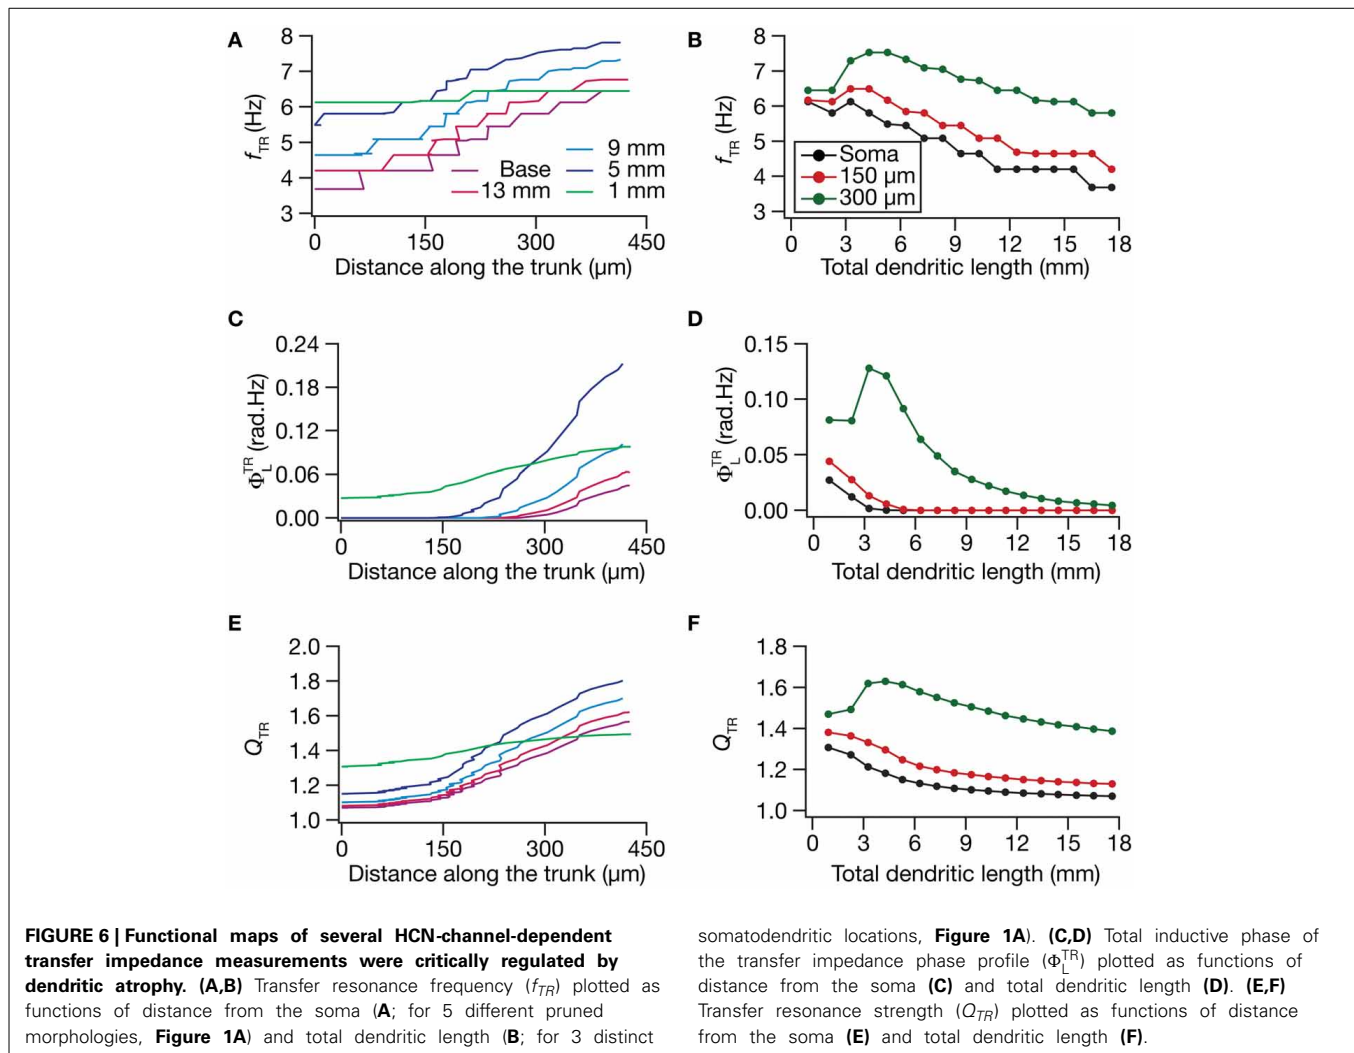 A
8
7
6
5
4
3
f_TR (Hz)
0
150
300
450
Distance along the trunk (µm)
Base
13 mm
9 mm
5 mm
1 mm
B
8
7
6
5
4
3
f_TR (Hz)
Soma
150 µm
300 µm
0
3
6
9
12
15
18
Total dendritic length (mm)
C
0.24
0.18
0.12
0.06
0.00
Φ_L^TR (rad.Hz)
0
150
300
450
Distance along the trunk (µm)
D
0.15
0.10
0.05
0.00
Φ_L^TR (rad.Hz)
0
3
6
9
12
15
18
Total dendritic length (mm)
E
2.0
1.8
1.6
1.4
1.2
1.0
Q_TR
0
150
300
450
Distance along the trunk (µm)
F
1.8
1.6
1.4
1.2
1.0
Q_TR
0
3
6
9
12
15
18
Total dendritic length (mm)
FIGURE 6 | Functional maps of several HCN-channel-dependent
transfer impedance measurements were critically regulated by
dendritic atrophy. (A,B) Transfer resonance frequency (f_TR) plotted as
functions of distance from the soma (A; for 5 different pruned
morphologies, Figure 1A) and total dendritic length (B; for 3 distinct
somatodendritic locations, Figure 1A). (C,D) Total inductive phase of
the transfer impedance phase profile (Φ_L^TR) plotted as functions of
distance from the soma (C) and total dendritic length (D). (E,F)
Transfer resonance strength (Q_TR) plotted as functions of distance
from the soma (E) and total dendritic length (F).